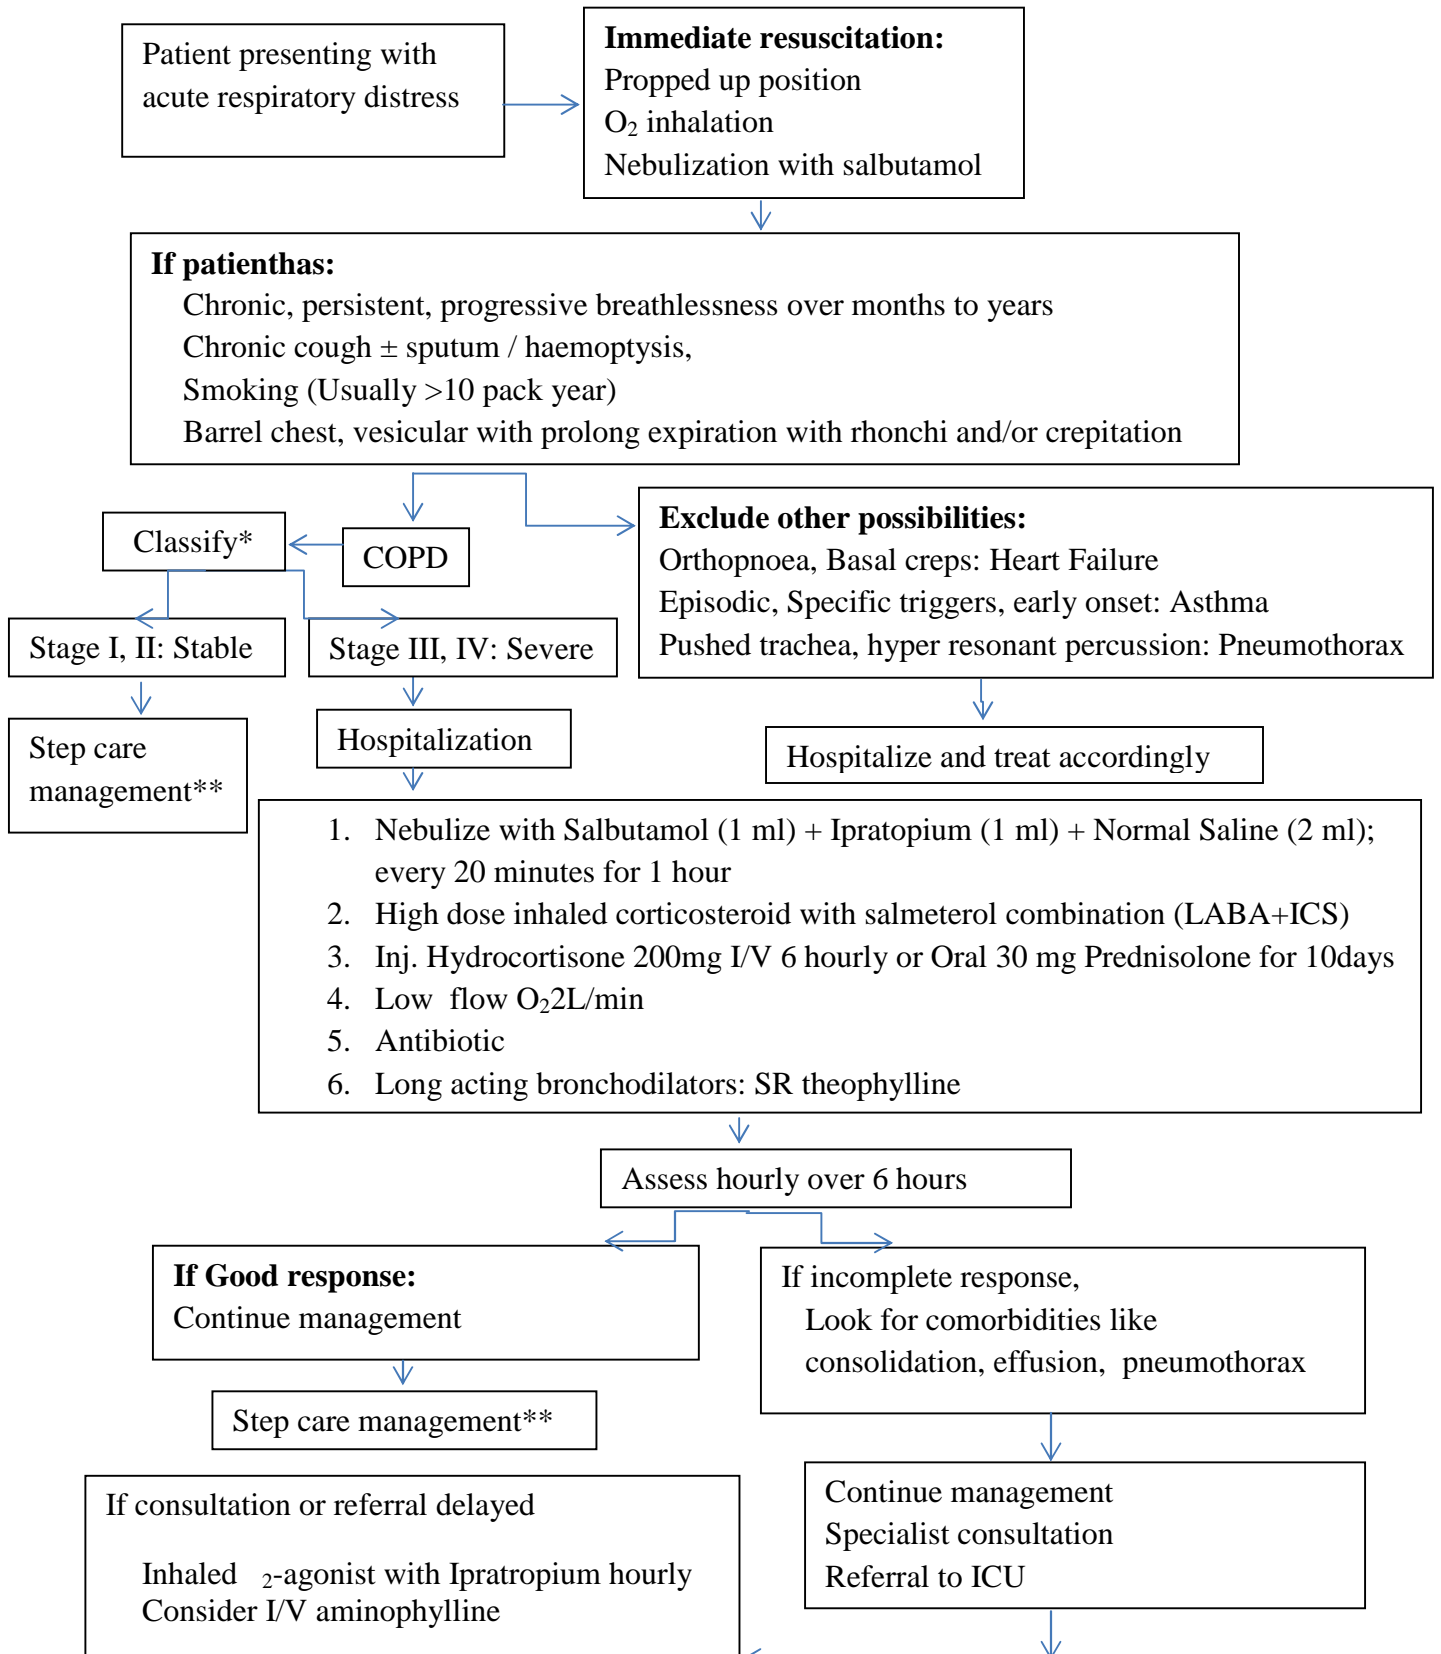 Patient presenting with
acute respiratory distress
Immediate resuscitation:
Propped up position
O₂ inhalation
Nebulization with salbutamol
If patienthas:
Chronic, persistent, progressive breathlessness over months to years
Chronic cough ± sputum / haemoptysis,
Smoking (Usually >10 pack year)
Barrel chest, vesicular with prolong expiration with rhonchi and/or crepitation
Classify*
COPD
Exclude other possibilities:
Orthopnoea, Basal creps: Heart Failure
Episodic, Specific triggers, early onset: Asthma
Pushed trachea, hyper resonant percussion: Pneumothorax
Stage I, II: Stable
Stage III, IV: Severe
Step care
management**
Hospitalization
Hospitalize and treat accordingly
1. Nebulize with Salbutamol (1 ml) + Ipratopium (1 ml) + Normal Saline (2 ml);
every 20 minutes for 1 hour
2. High dose inhaled corticosteroid with salmeterol combination (LABA+ICS)
3. Inj. Hydrocortisone 200mg I/V 6 hourly or Oral 30 mg Prednisolone for 10days
4. Low flow O₂2L/min
5. Antibiotic
6. Long acting bronchodilators: SR theophylline
Assess hourly over 6 hours
If Good response:
Continue management
If incomplete response,
Look for comorbidities like
consolidation, effusion, pneumothorax
Step care management**
Continue management
Specialist consultation
Referral to ICU
If consultation or referral delayed
Inhaled ₂-agonist with Ipratropium hourly
Consider I/V aminophylline